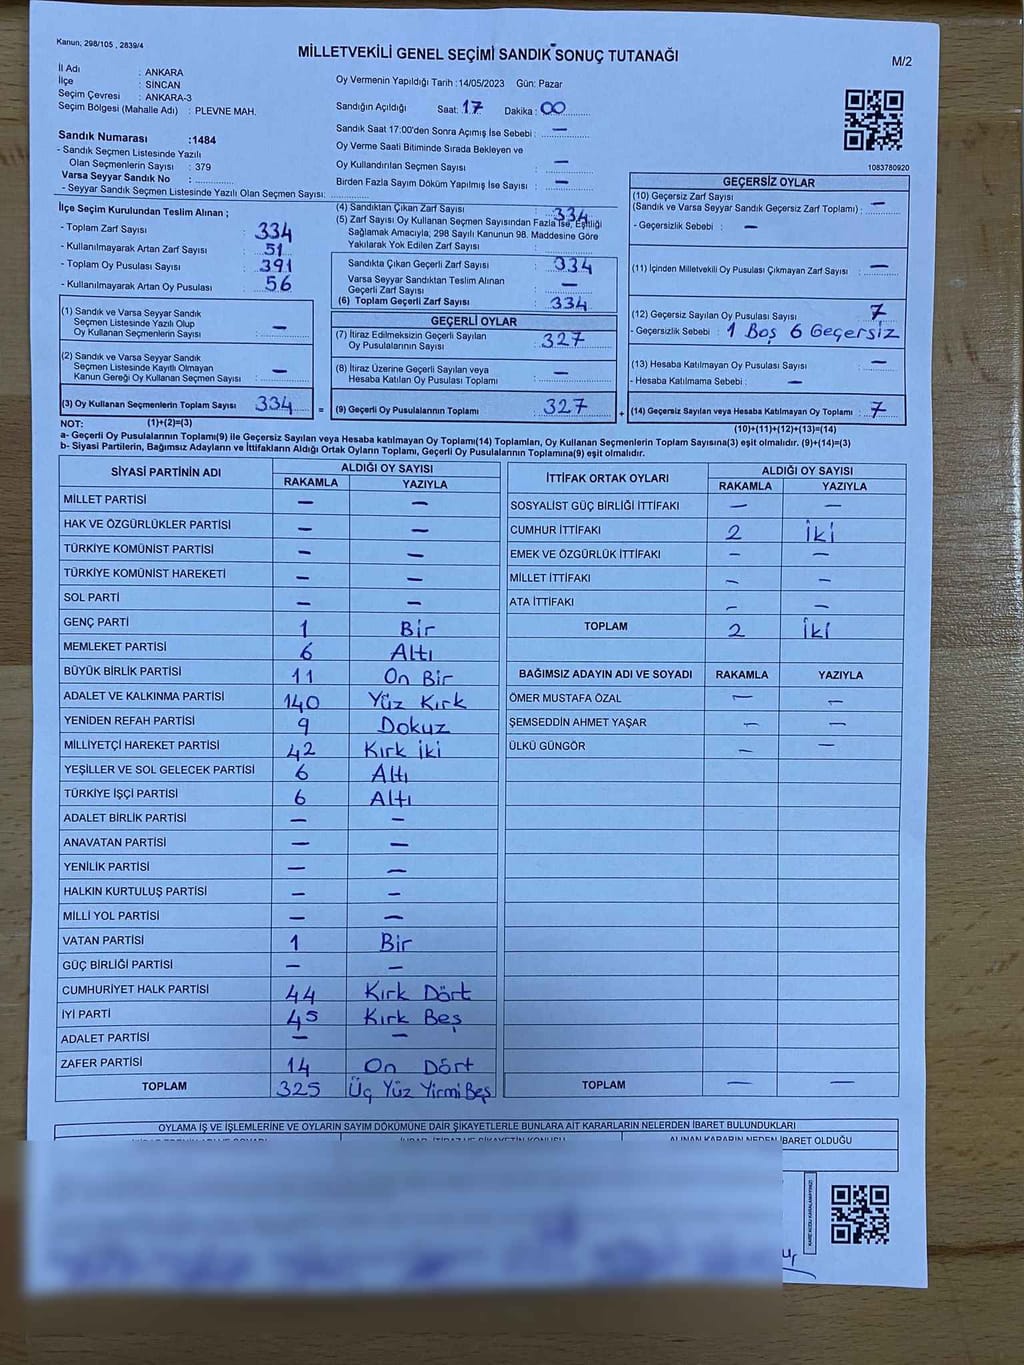 Kanun; 298/105 , 2839/4
MİLLETVEKİLİ GENEL SEÇİMİ SANDIK SONUÇ TUTANAĞI
M/2
İl Adı : ANKARA
İlçe : SİNCAN
Seçim Çevresi : ANKARA-3
Seçim Bölgesi (Mahalle Adı) : PLEVNE MAH.
Sandık Numarası :1484
- Sandık Seçmen Listesinde Yazılı
Olan Seçmenlerin Sayısı : 379
Varsa Seyyar Sandık No :
- Seyyar Sandık Seçmen Listesinde Yazılı Olan Seçmen Sayısı:
Oy Vermenin Yapıldığı Tarih :14/05/2023 Gün: Pazar
Sandığın Açıldığı Saat: 17 Dakika : 00
Sandık Saat 17:00'den Sonra Açımış İse Sebebi : —
Oy Verme Saati Bitiminde Sırada Bekleyen ve
Oy Kullandırılan Seçmen Sayısı : —
Birden Fazla Sayım Döküm Yapılmış İse Sayısı : —
1083780920
İlçe Seçim Kurulundan Teslim Alınan ;
- Toplam Zarf Sayısı : 334
- Kullanılmayarak Artan Zarf Sayısı : 51
- Toplam Oy Pusulası Sayısı : 391
- Kullanılmayarak Artan Oy Pusulası : 56
(1) Sandık ve Varsa Seyyar Sandık
Seçmen Listesinde Yazılı Olup
Oy Kullanan Seçmenlerin Sayısı : —
(2) Sandık ve Varsa Seyyar Sandık
Seçmen Listesinde Kayıtlı Olmayan
Kanun Gereği Oy Kullanan Seçmen Sayısı : —
(3) Oy Kullanan Seçmenlerin Toplam Sayısı 334
(1)+(2)=(3)
(4) Sandıktan Çıkan Zarf Sayısı : 334
(5) Zarf Sayısı Oy Kullanan Seçmen Sayısından Fazla İse, Eşitliği
Sağlamak Amacıyla; 298 Sayılı Kanunun 98. Maddesine Göre
Yakılarak Yok Edilen Zarf Sayısı :
Sandıkta Çıkan Geçerli Zarf Sayısı : 334
Varsa Seyyar Sandıktan Teslim Alınan
Geçerli Zarf Sayısı : —
(6) Toplam Geçerli Zarf Sayısı : 334
GEÇERLİ OYLAR
(7) İtiraz Edilmeksizin Geçerli Sayılan
Oy Pusulalarının Sayısı : 327
(8) İtiraz Üzerine Geçerli Sayılan veya
Hesaba Katılan Oy Pusulası Toplamı : —
= (9) Geçerli Oy Pusulalarının Toplamı : 327
GEÇERSİZ OYLAR
(10) Geçersiz Zarf Sayısı
(Sandık ve Varsa Seyyar Sandık Geçersiz Zarf Toplamı) : —
- Geçersizlik Sebebi : —
(11) İçinden Milletvekili Oy Pusulası Çıkmayan Zarf Sayısı : —
(12) Geçersiz Sayılan Oy Pusulası Sayısı : 7
- Geçersizlik Sebebi : 1 Boş 6 Geçersiz
(13) Hesaba Katılmayan Oy Pusulası Sayısı : —
- Hesaba Katılmama Sebebi : —
+ (14) Geçersiz Sayılan veya Hesaba Katılmayan Oy Toplamı : 7
(10)+(11)+(12)+(13)=(14)
NOT:
a- Geçerli Oy Pusulalarının Toplamı(9) ile Geçersiz Sayılan veya Hesaba katılmayan Oy Toplamı(14) Toplamları, Oy Kullanan Seçmenlerin Toplam Sayısına(3) eşit olmalıdır. (9)+(14)=(3)
b- Siyasi Partilerin, Bağımsız Adayların ve İttifakların Aldığı Ortak Oyların Toplamı, Geçerli Oy Pusulalarının Toplamına(9) eşit olmalıdır.
SİYASİ PARTİNİN ADI ALDIĞI OY SAYISI
RAKAMLA YAZIYLA
MİLLET PARTİSİ — —
HAK VE ÖZGÜRLÜKLER PARTİSİ — —
TÜRKİYE KOMÜNİST PARTİSİ — —
TÜRKİYE KOMÜNİST HAREKETİ — —
SOL PARTİ — —
GENÇ PARTİ 1 Bir
MEMLEKET PARTİSİ 6 Altı
BÜYÜK BİRLİK PARTİSİ 11 On Bir
ADALET VE KALKINMA PARTİSİ 140 Yüz Kırk
YENİDEN REFAH PARTİSİ 9 Dokuz
MİLLİYETÇİ HAREKET PARTİSİ 42 Kırk İki
YEŞİLLER VE SOL GELECEK PARTİSİ 6 Altı
TÜRKİYE İŞÇİ PARTİSİ 6 Altı
ADALET BİRLİK PARTİSİ — —
ANAVATAN PARTİSİ — —
YENİLİK PARTİSİ — —
HALKIN KURTULUŞ PARTİSİ — —
MİLLİ YOL PARTİSİ — —
VATAN PARTİSİ 1 Bir
GÜÇ BİRLİĞİ PARTİSİ — —
CUMHURİYET HALK PARTİSİ 44 Kırk Dört
İYİ PARTİ 45 Kırk Beş
ADALET PARTİSİ — —
ZAFER PARTİSİ 14 On Dört
TOPLAM 325 Üç Yüz Yirmi Beş
İTTİFAK ORTAK OYLARI ALDIĞI OY SAYISI
RAKAMLA YAZIYLA
SOSYALİST GÜÇ BİRLİĞİ İTTİFAKI — —
CUMHUR İTTİFAKI 2 İki
EMEK VE ÖZGÜRLÜK İTTİFAKI — —
MİLLET İTTİFAKI — —
ATA İTTİFAKI — —
TOPLAM 2 İki
BAĞIMSIZ ADAYIN ADI VE SOYADI RAKAMLA YAZIYLA
ÖMER MUSTAFA ÖZAL — —
ŞEMSEDDİN AHMET YAŞAR — —
ÜLKÜ GÜNGÖR — —
TOPLAM — —
OYLAMA İŞ VE İŞLEMLERİNE VE OYLARIN SAYIM DÖKÜMÜNE DAİR ŞİKAYETLERLE BUNLARA AİT KARARLARIN NELERDEN İBARET BULUNDUKLARI
ALINAN KARARIN NEDEN İBARET OLDUĞU